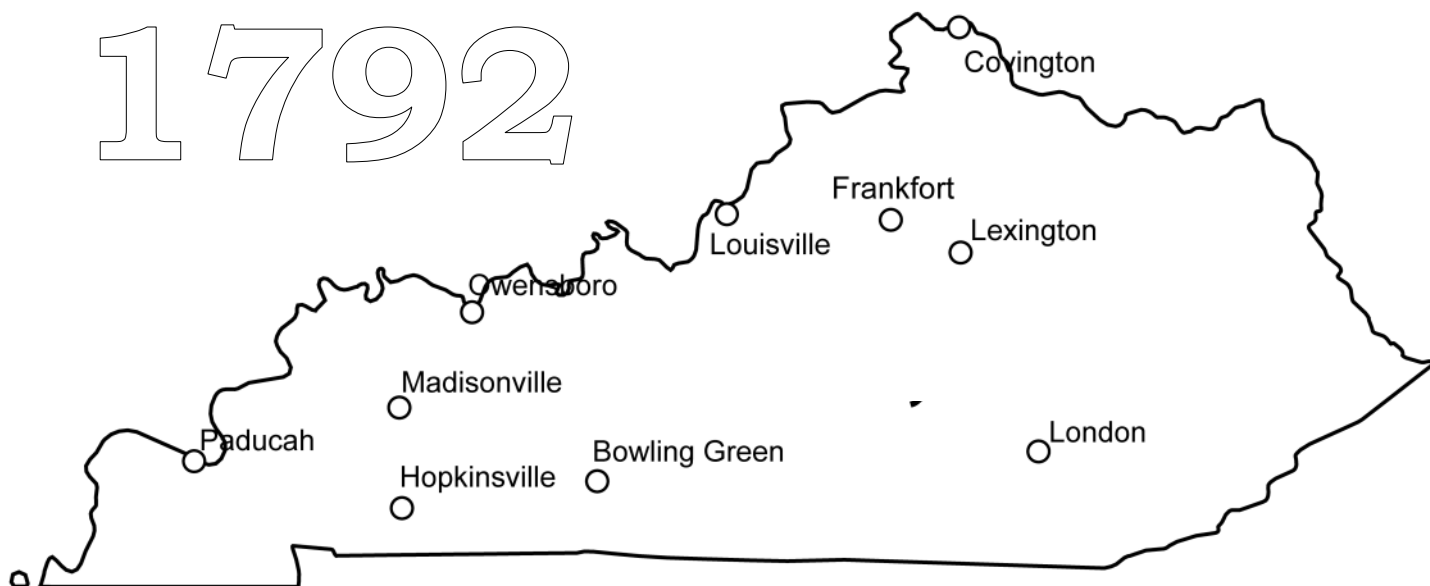 1792
Covington
Frankfort
Lexington
Louisville
Owensboro
Madisonville
Paducah
London
Bowling Green
Hopkinsville